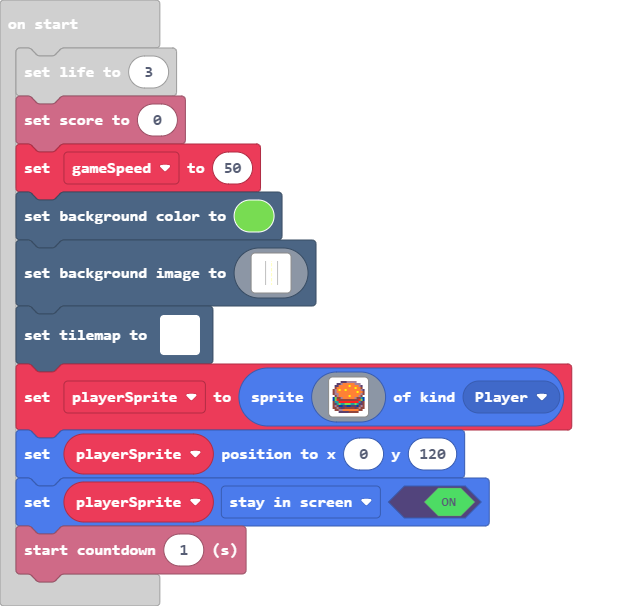 on start
set life to 3
set score to 0
set gameSpeed to 50
set background color to
set background image to
set tilemap to
set playerSprite to sprite of kind Player
set playerSprite position to x 0 y 120
set playerSprite stay in screen ON
start countdown 1 (s)